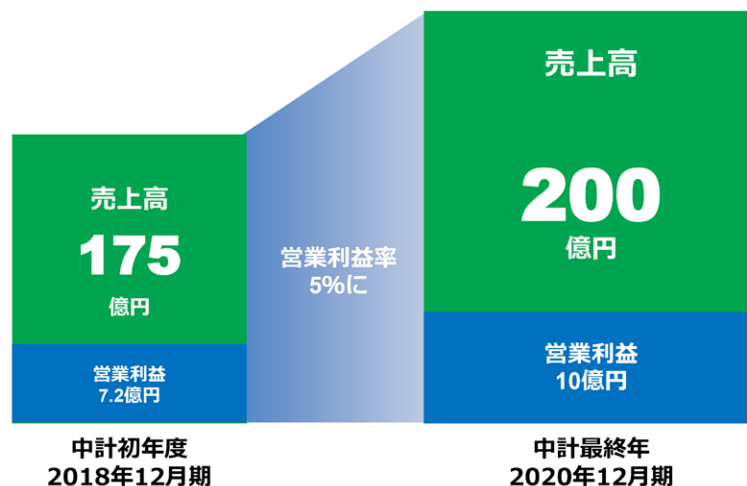 売上高
175
億円
営業利益
7.2億円
中計初年度
2018年12月期
営業利益率
5%に
売上高
200
億円
営業利益
10億円
中計最終年
2020年12月期